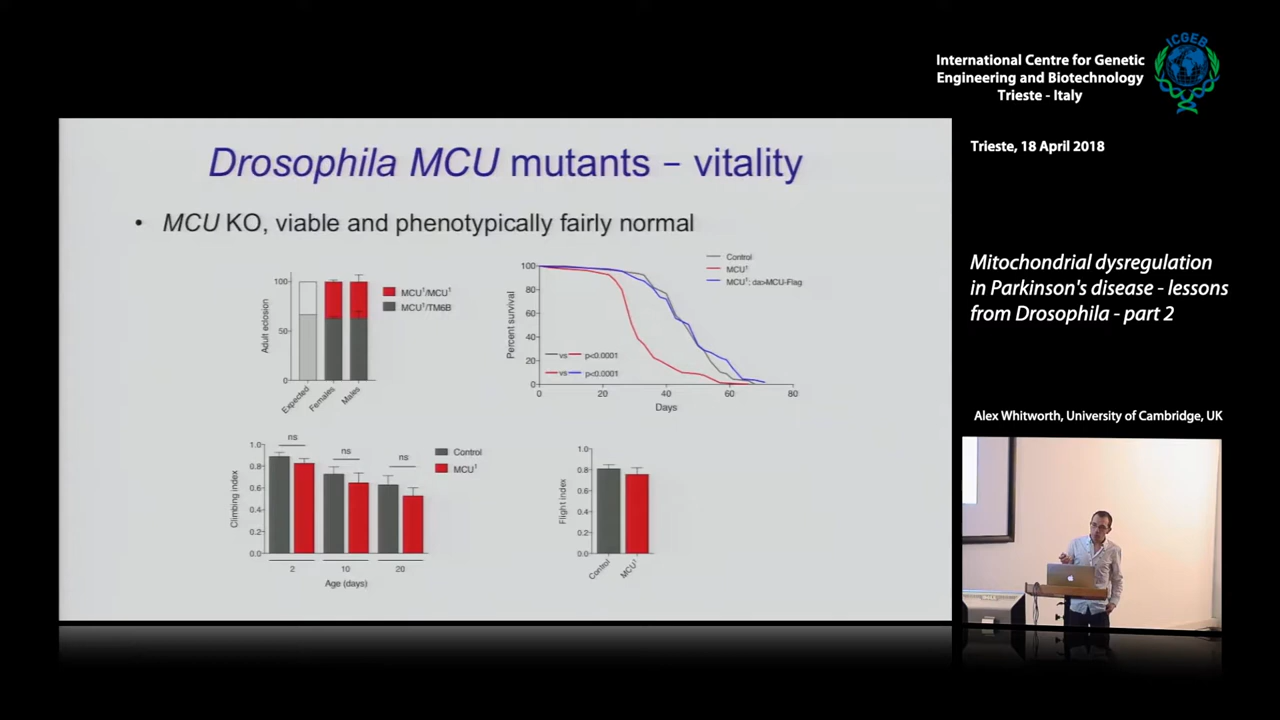 International Centre for Genetic
Engineering and Biotechnology
Trieste - Italy
ICGEB
Trieste, 18 April 2018
Mitochondrial dysregulation
in Parkinson's disease - lessons
from Drosophila - part 2
Alex Whitworth, University of Cambridge, UK
Drosophila MCU mutants – vitality
• MCU KO, viable and phenotypically fairly normal
Adult eclosion
100
50
0
Expected
Females
Males
MCU¹/MCU¹
MCU¹/TM6B
Percent survival
100
80
60
40
20
0
0 20 40 60 80
Days
Control
MCU¹
MCU¹; da>MCU-Flag
vs p<0.0001
vs p<0.0001
Climbing index
1.0
0.8
0.6
0.4
0.2
0.0
ns
ns
ns
2 10 20
Age (days)
Control
MCU¹
Flight index
1.0
0.8
0.6
0.4
0.2
0.0
Control
MCU¹